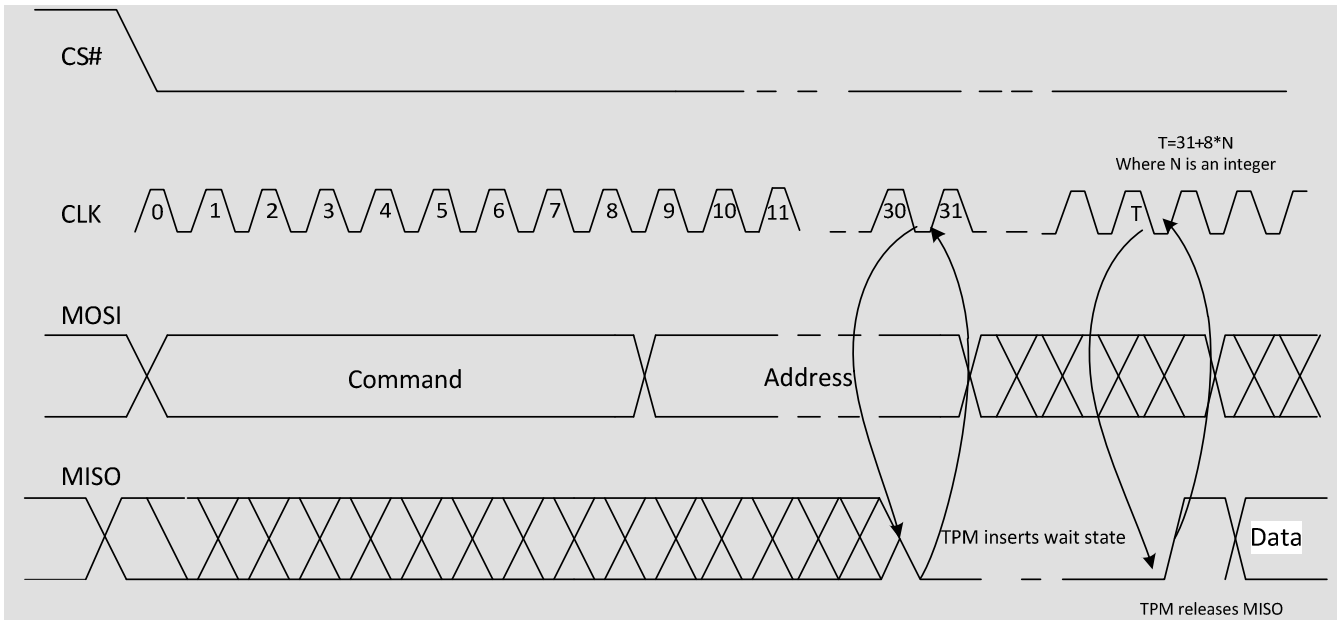 CS#
T=31+8*N
Where N is an integer
CLK
0 1 2 3 4 5 6 7 8 9 10 11 30 31 T
MOSI
Command
Address
MISO
TPM inserts wait state
Data
TPM releases MISO